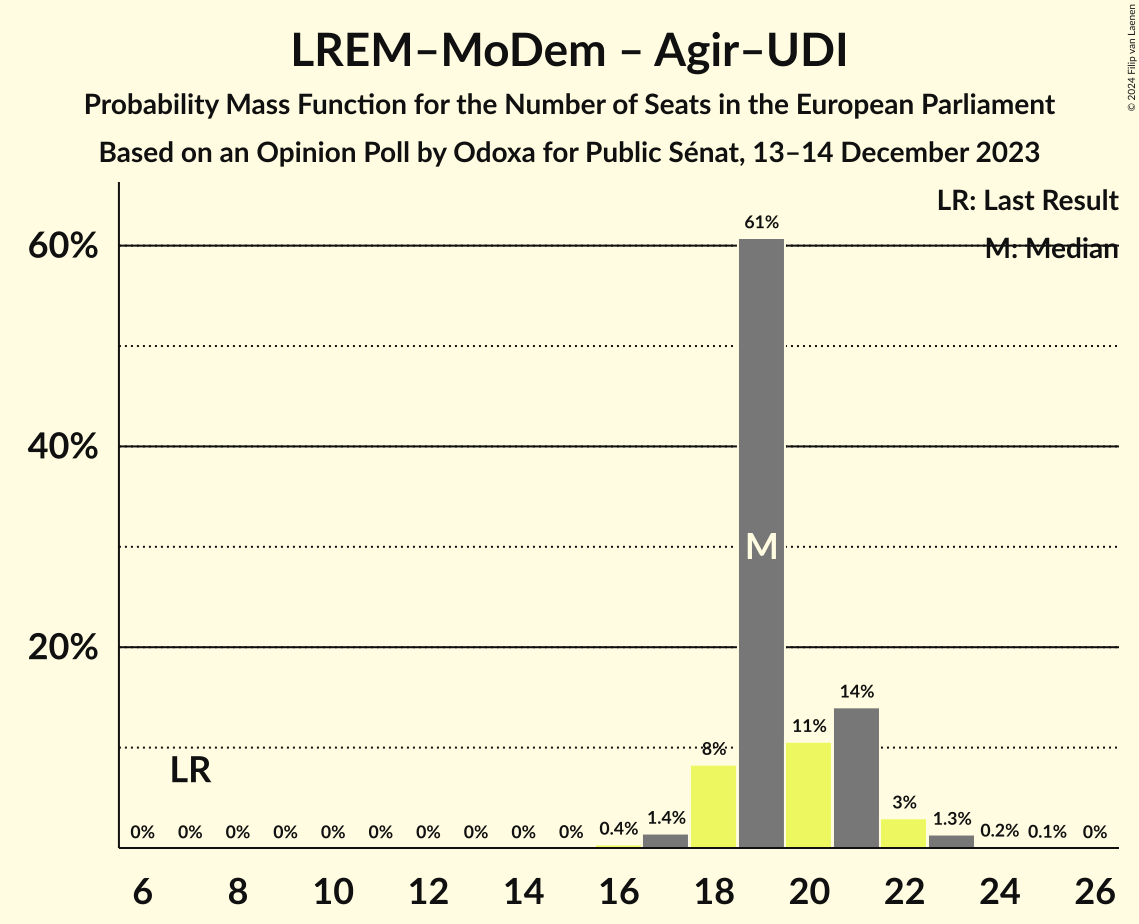 LREM–MoDem – Agir–UDI
Probability Mass Function for the Number of Seats in the European Parliament
Based on an Opinion Poll by Odoxa for Public Sénat, 13–14 December 2023
© 2024 Filip van Laenen
LR: Last Result
M: Median
60%
40%
20%
LR
M
0% 0% 0% 0% 0% 0% 0% 0% 0% 0% 0.4% 1.4% 8% 61% 11% 14% 3% 1.3% 0.2% 0.1% 0%
6 8 10 12 14 16 18 20 22 24 26